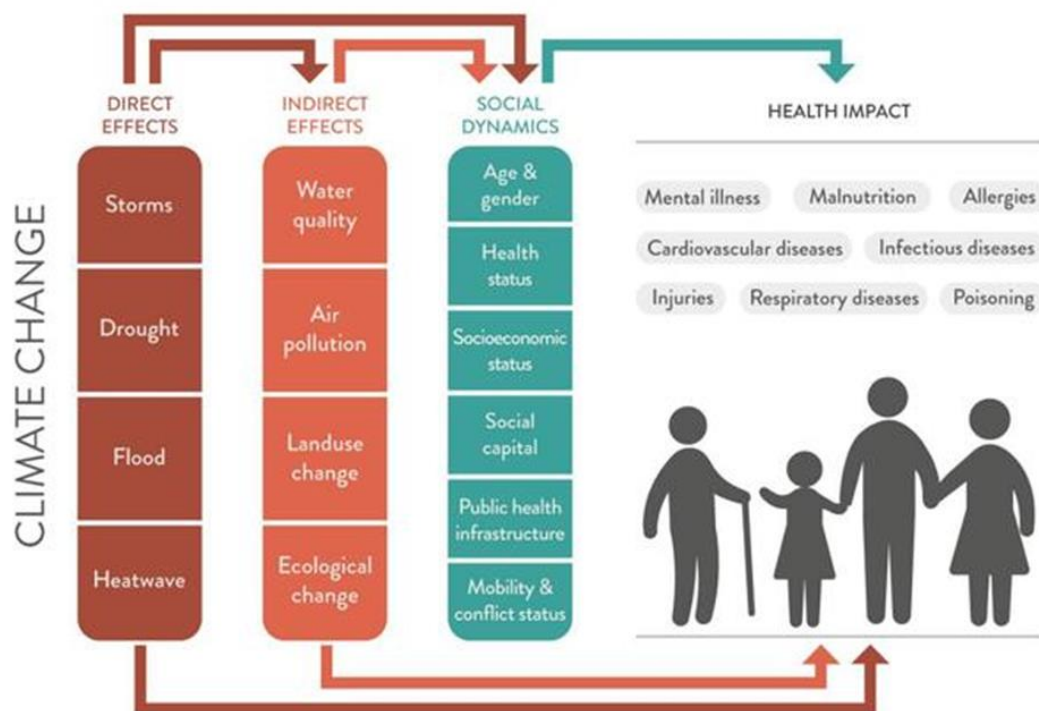 CLIMATE CHANGE
DIRECT
EFFECTS
Storms
Drought
Flood
Heatwave
INDIRECT
EFFECTS
Water
quality
Air
pollution
Landuse
change
Ecological
change
SOCIAL
DYNAMICS
Age &
gender
Health
status
Socioeconomic
status
Social
capital
Public health
infrastructure
Mobility &
conflict status
HEALTH IMPACT
Mental illness Malnutrition Allergies
Cardiovascular diseases Infectious diseases
Injuries Respiratory diseases Poisoning